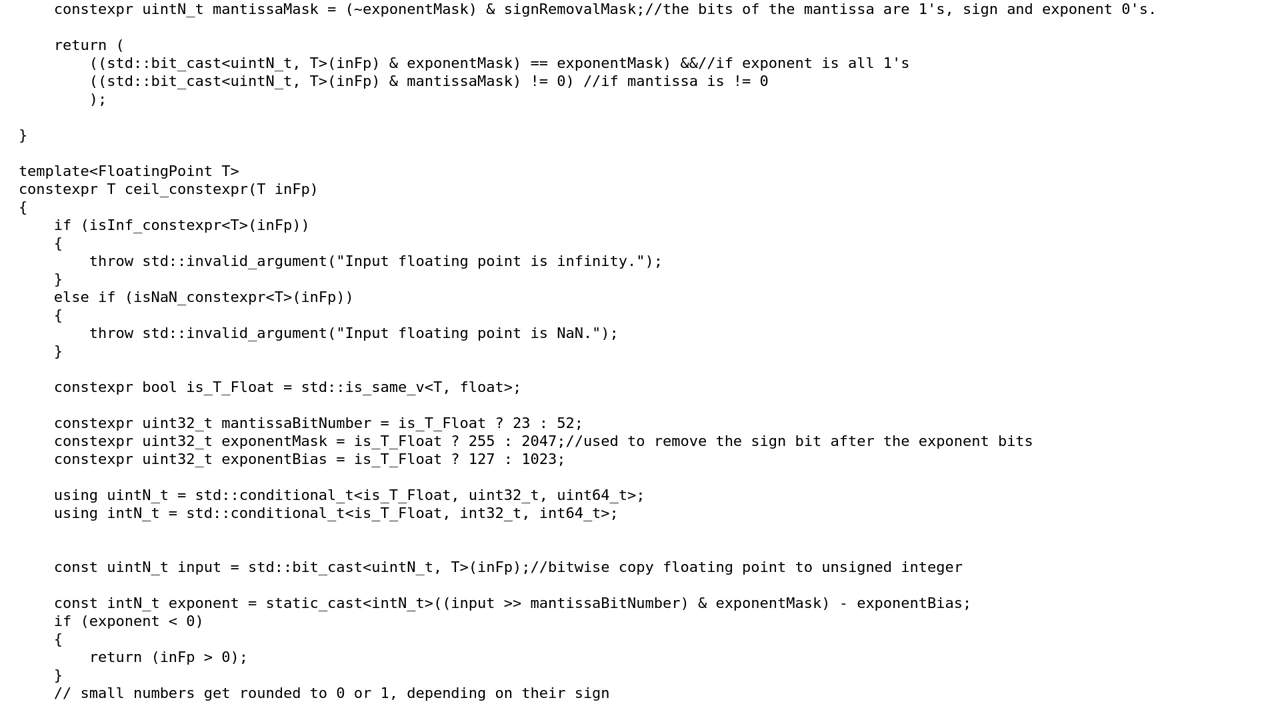 constexpr uintN_t mantissaMask = (~exponentMask) & signRemovalMask;//the bits of the mantissa are 1's, sign and exponent 0's.
return (
((std::bit_cast<uintN_t, T>(inFp) & exponentMask) == exponentMask) &&//if exponent is all 1's
((std::bit_cast<uintN_t, T>(inFp) & mantissaMask) != 0) //if mantissa is != 0
);
}
template<FloatingPoint T>
constexpr T ceil_constexpr(T inFp)
{
if (isInf_constexpr<T>(inFp))
{
throw std::invalid_argument("Input floating point is infinity.");
}
else if (isNaN_constexpr<T>(inFp))
{
throw std::invalid_argument("Input floating point is NaN.");
}
constexpr bool is_T_Float = std::is_same_v<T, float>;
constexpr uint32_t mantissaBitNumber = is_T_Float ? 23 : 52;
constexpr uint32_t exponentMask = is_T_Float ? 255 : 2047;//used to remove the sign bit after the exponent bits
constexpr uint32_t exponentBias = is_T_Float ? 127 : 1023;
using uintN_t = std::conditional_t<is_T_Float, uint32_t, uint64_t>;
using intN_t = std::conditional_t<is_T_Float, int32_t, int64_t>;
const uintN_t input = std::bit_cast<uintN_t, T>(inFp);//bitwise copy floating point to unsigned integer
const intN_t exponent = static_cast<intN_t>((input >> mantissaBitNumber) & exponentMask) - exponentBias;
if (exponent < 0)
{
return (inFp > 0);
}
// small numbers get rounded to 0 or 1, depending on their sign